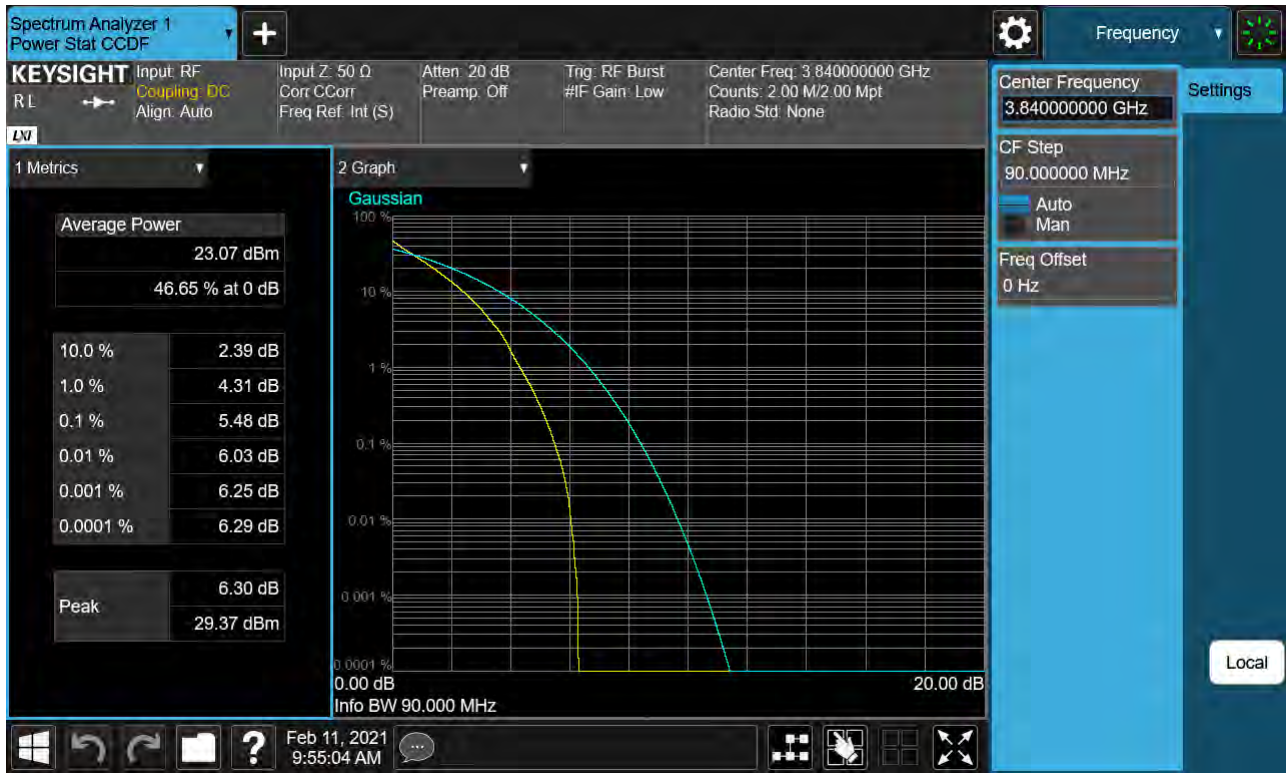 Spectrum Analyzer 1
Power Stat CCDF
+
Frequency
KEYSIGHT
RL
LXI
Input: RF
Coupling: DC
Align: Auto
Input Z: 50 Ω
Corr CCorr
Freq Ref: Int (S)
Atten: 20 dB
Preamp: Off
Trig: RF Burst
#IF Gain: Low
Center Freq: 3.840000000 GHz
Counts: 2.00 M/2.00 Mpt
Radio Std: None
1 Metrics
Average Power
23.07 dBm
46.65 % at 0 dB
10.0 % 2.39 dB
1.0 % 4.31 dB
0.1 % 5.48 dB
0.01 % 6.03 dB
0.001 % 6.25 dB
0.0001 % 6.29 dB
Peak
6.30 dB
29.37 dBm
2 Graph
Gaussian
100 %
10 %
1 %
0.1 %
0.01 %
0.001 %
0.0001 %
0.00 dB 20.00 dB
Info BW 90.000 MHz
Center Frequency
3.840000000 GHz
CF Step
90.000000 MHz
Auto
Man
Freq Offset
0 Hz
Settings
Local
?
Feb 11, 2021
9:55:04 AM